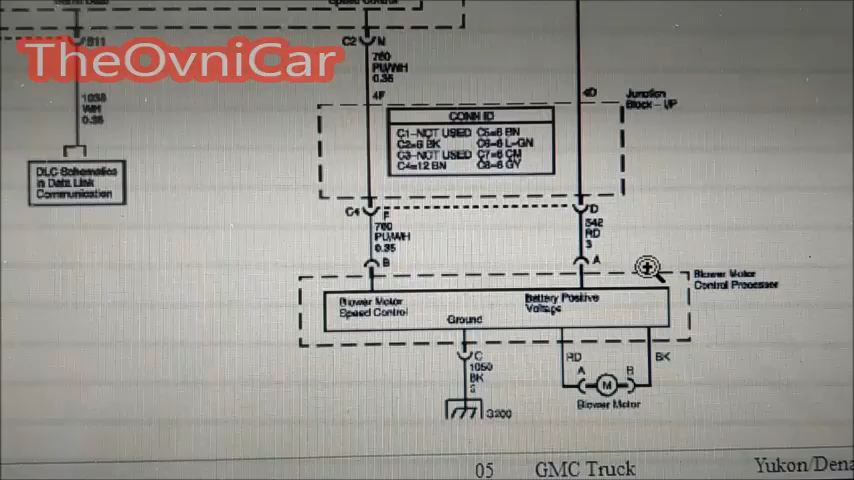 Speed Control
B11
C2
N
TheOvniCar
760
PU/WH
0.35
4F
4D
Junction
Block - I/P
1038
WH
0.35
CONN ID
C1=NOT USED C5=6 BN
C2=6 BK C6=6 L-GN
C3=NOT USED C7=6 CM
C4=12 BN C8=6 GY
DLC Schematics
in Data Link
Communication
C4
F
D
760
PU/WH
0.35
542
RD
3
B
A
Blower Motor
Control Processor
Blower Motor
Speed Control
Battery Positive
Voltage
Ground
C
1050
BK
RD
BK
A
B
M
Blower Motor
05 GMC Truck Yukon/Dena